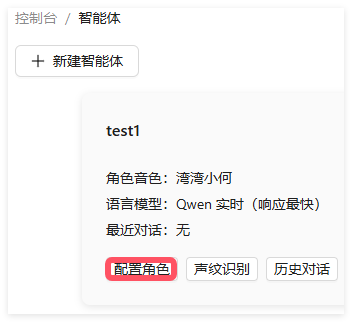 控制台 / 智能体
+ 新建智能体
test1
角色音色：湾湾小何
语言模型：Qwen 实时（响应最快）
最近对话：无
配置角色 声纹识别 历史对话